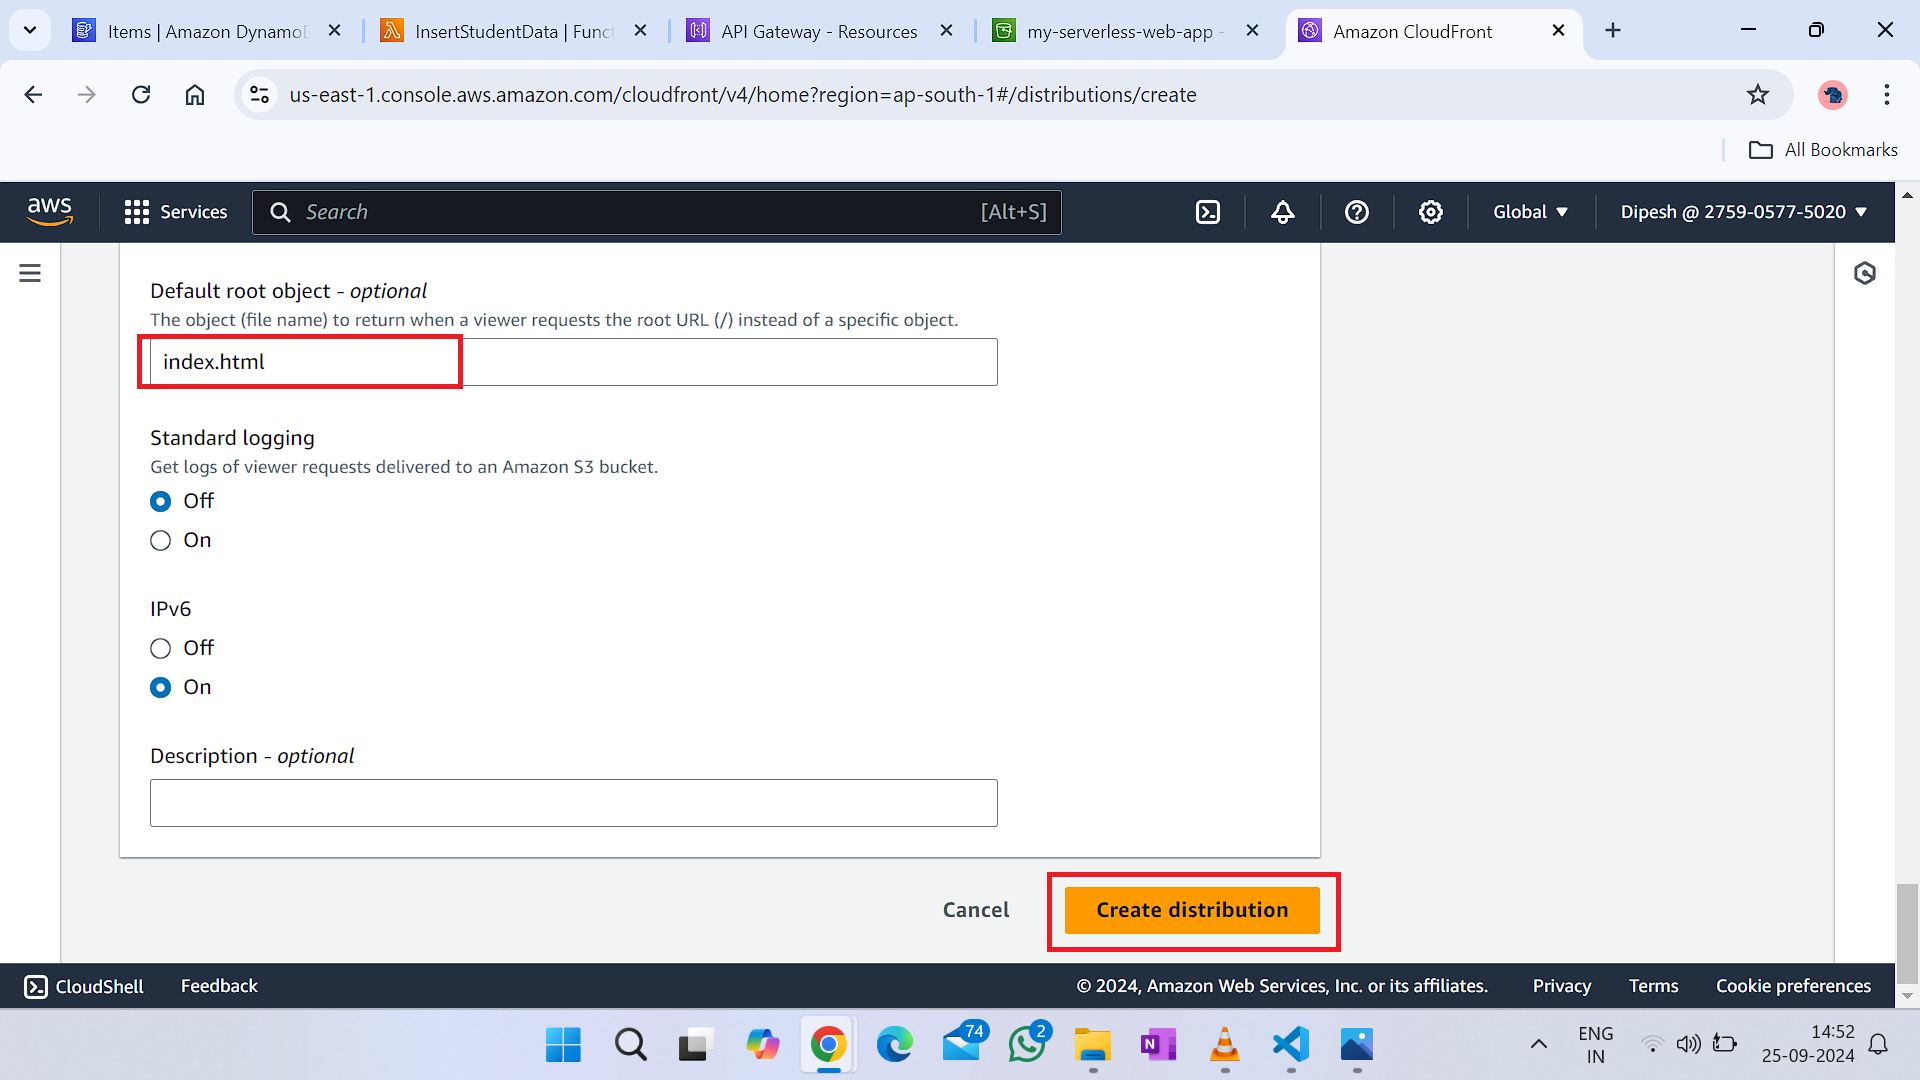 Items | Amazon Dynamo
InsertStudentData | Func
API Gateway - Resources
my-serverless-web-app -
Amazon CloudFront
us-east-1.console.aws.amazon.com/cloudfront/v4/home?region=ap-south-1#/distributions/create
All Bookmarks
aws
Services
Search
[Alt+S]
Global
Dipesh @ 2759-0577-5020
Default root object - optional
The object (file name) to return when a viewer requests the root URL (/) instead of a specific object.
index.html
Standard logging
Get logs of viewer requests delivered to an Amazon S3 bucket.
Off
On
IPv6
Off
On
Description - optional
Cancel
Create distribution
CloudShell
Feedback
© 2024, Amazon Web Services, Inc. or its affiliates.
Privacy
Terms
Cookie preferences
74
2
N
ENG
IN
14:52
25-09-2024